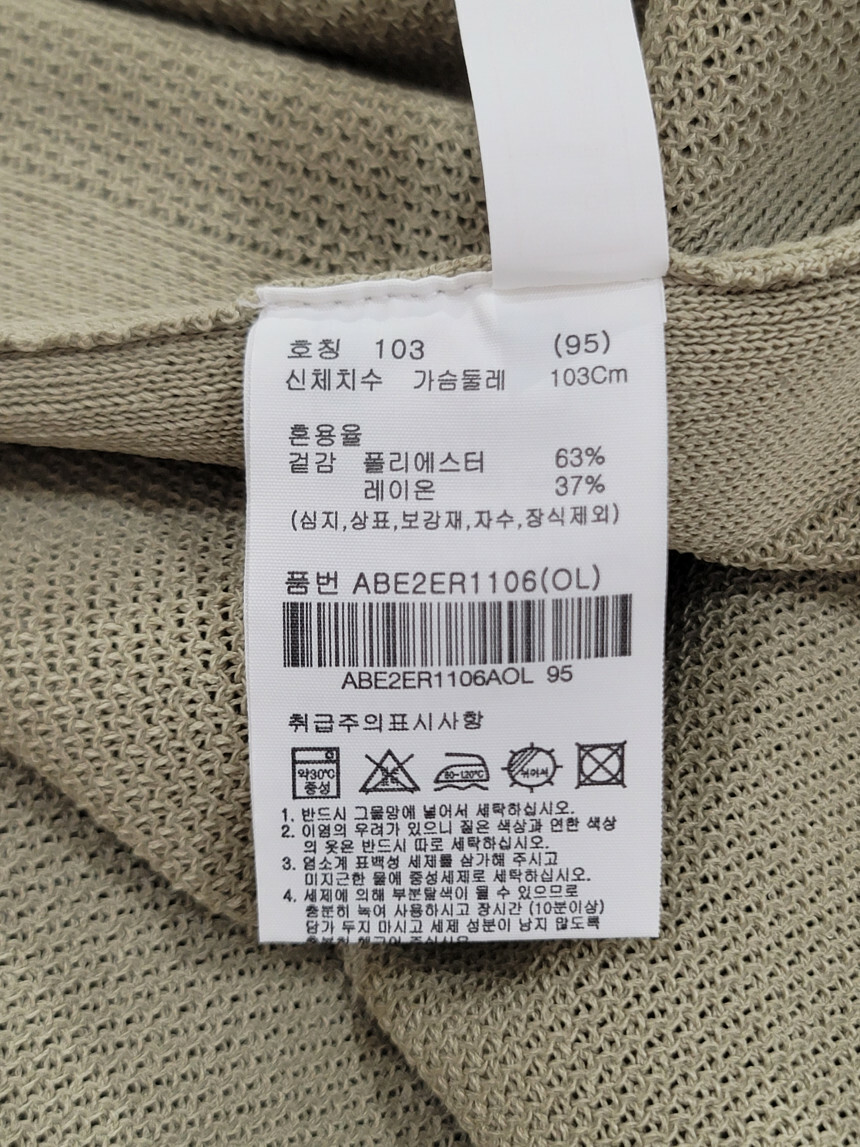 호칭 103 (95)
신체치수 가슴둘레 103Cm
혼용율
겉감 폴리에스터 63%
레이온 37%
(심지,상표,보강재,자수,장식제외)
품번 ABE2ER1106(OL)
ABE2ER1106AOL 95
취급주의표시사항
약30℃
중성
80~120℃
뉘어서
1. 반드시 그물망에 넣어서 세탁하십시오.
2. 이염의 우려가 있으니 짙은 색상과 연한 색상
의 옷은 반드시 따로 세탁하십시오.
3. 염소계 표백성 세제를 삼가해 주시고
미지근한 물에 중성세제로 세탁하십시오.
4. 세제에 의해 부분탈색이 될 수 있으므로
충분히 녹여 사용하시고 장시간 (10분이상)
담가 두지 마시고 세제 성분이 남지 않도록